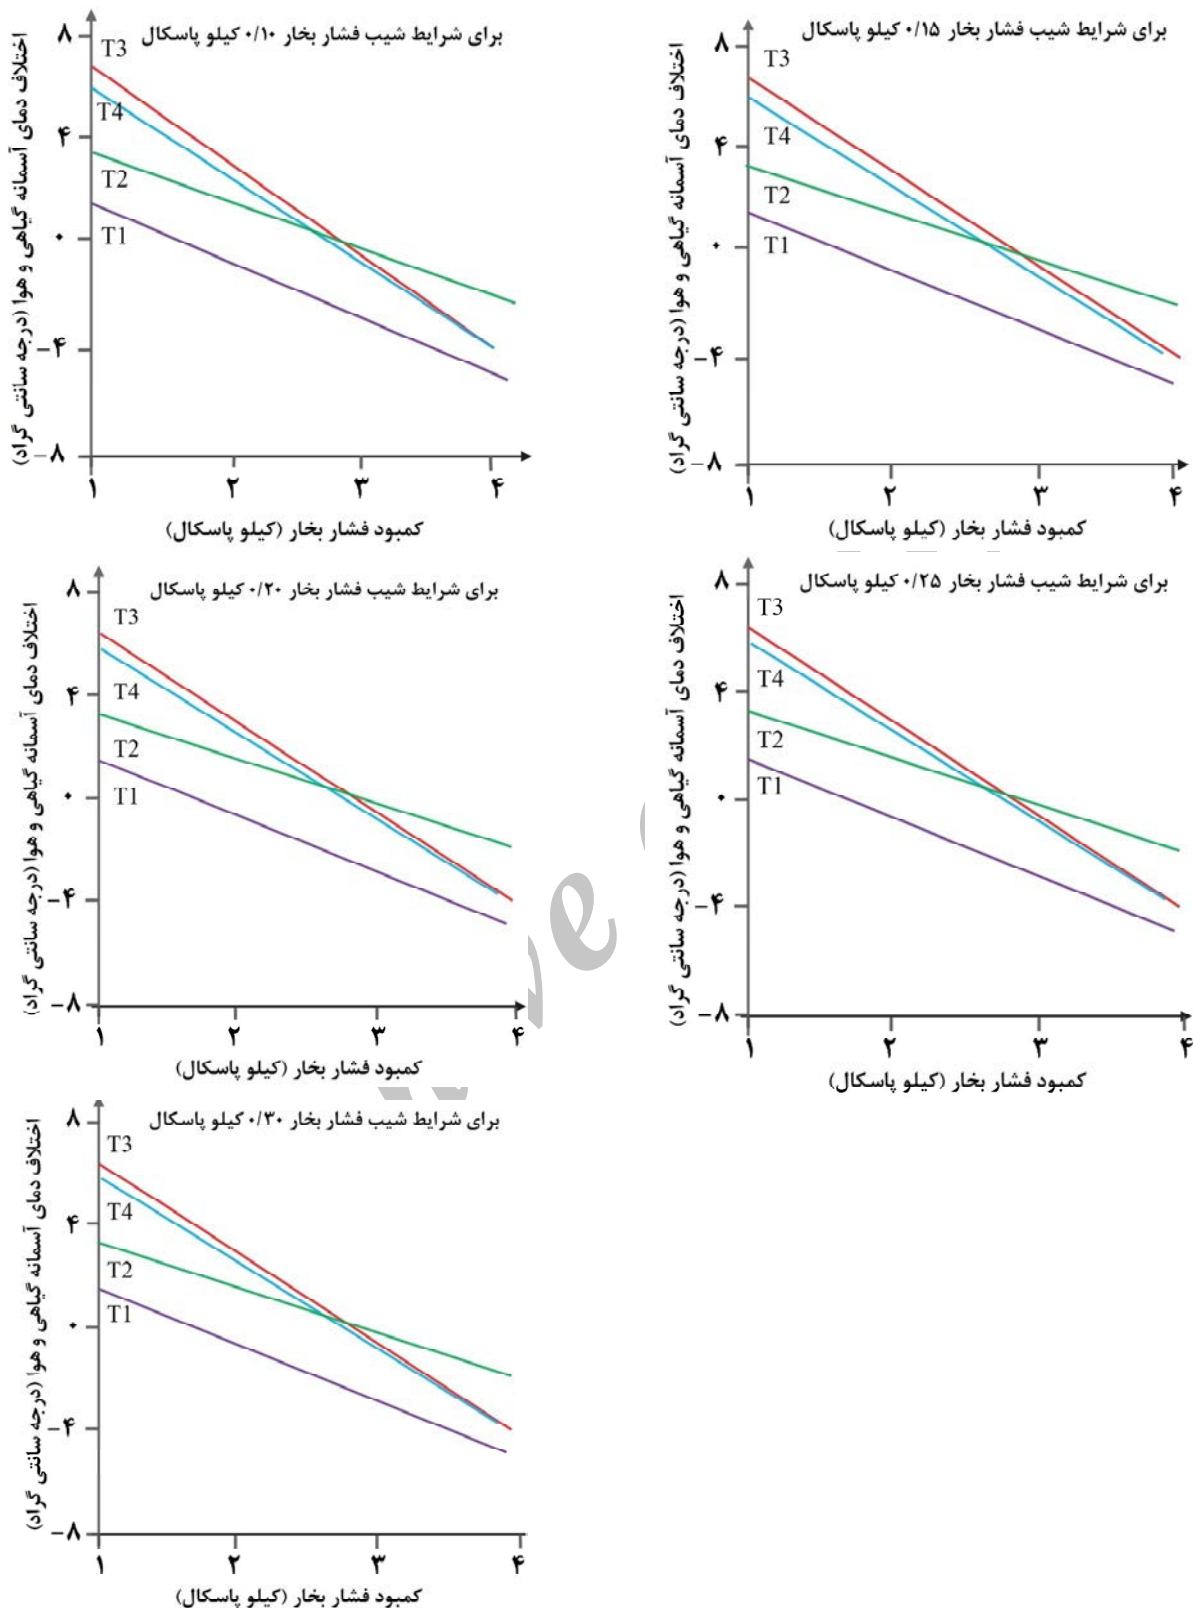 برای شرایط شیب فشار بخار ۰/۱۰ کیلو پاسکال
اختلاف دمای آسمانه گیاهی و هوا (درجه سانتی گراد)
۸
۴
۰
−۴
−۸
T3
T4
T2
T1
۱ ۲ ۳ ۴
کمبود فشار بخار (کیلو پاسکال)
برای شرایط شیب فشار بخار ۰/۱۵ کیلو پاسکال
اختلاف دمای آسمانه گیاهی و هوا (درجه سانتی گراد)
۸
۴
۰
−۴
−۸
T3
T4
T2
T1
۱ ۲ ۳ ۴
کمبود فشار بخار (کیلو پاسکال)
برای شرایط شیب فشار بخار ۰/۲۰ کیلو پاسکال
اختلاف دمای آسمانه گیاهی و هوا (درجه سانتی گراد)
۸
۴
۰
−۴
−۸
T3
T4
T2
T1
۱ ۲ ۳ ۴
کمبود فشار بخار (کیلو پاسکال)
برای شرایط شیب فشار بخار ۰/۲۵ کیلو پاسکال
اختلاف دمای آسمانه گیاهی و هوا (درجه سانتی گراد)
۸
۴
۰
−۴
−۸
T3
T4
T2
T1
۱ ۲ ۳ ۴
کمبود فشار بخار (کیلو پاسکال)
برای شرایط شیب فشار بخار ۰/۳۰ کیلو پاسکال
اختلاف دمای آسمانه گیاهی و هوا (درجه سانتی گراد)
۸
۴
۰
−۴
−۸
T3
T4
T2
T1
۱ ۲ ۳ ۴
کمبود فشار بخار (کیلو پاسکال)